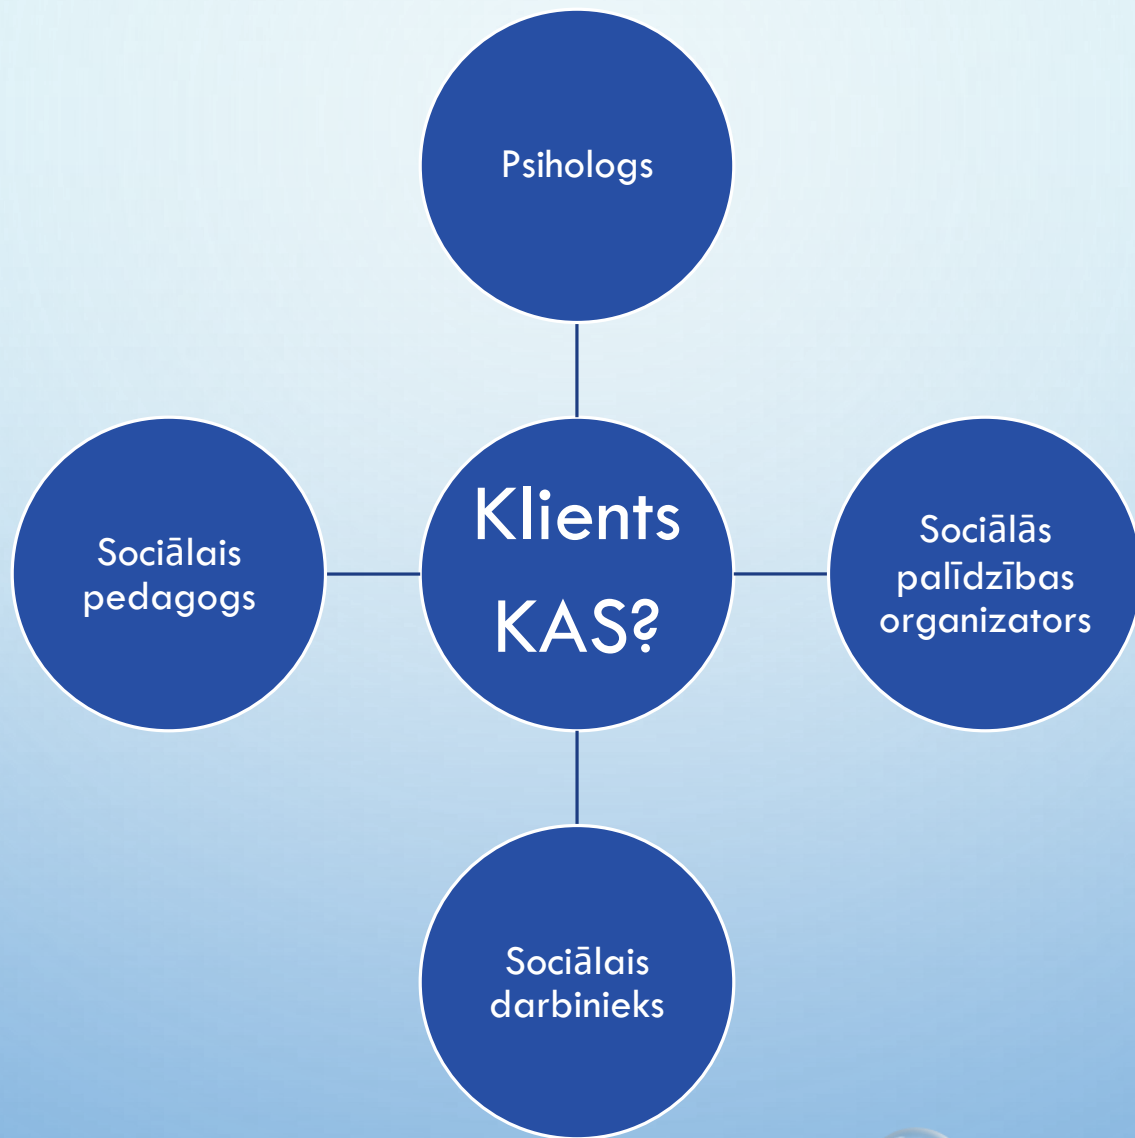 Psihologs
Sociālais
pedagogs
Klients
KAS?
Sociālās
palīdzības
organizators
Sociālais
darbinieks